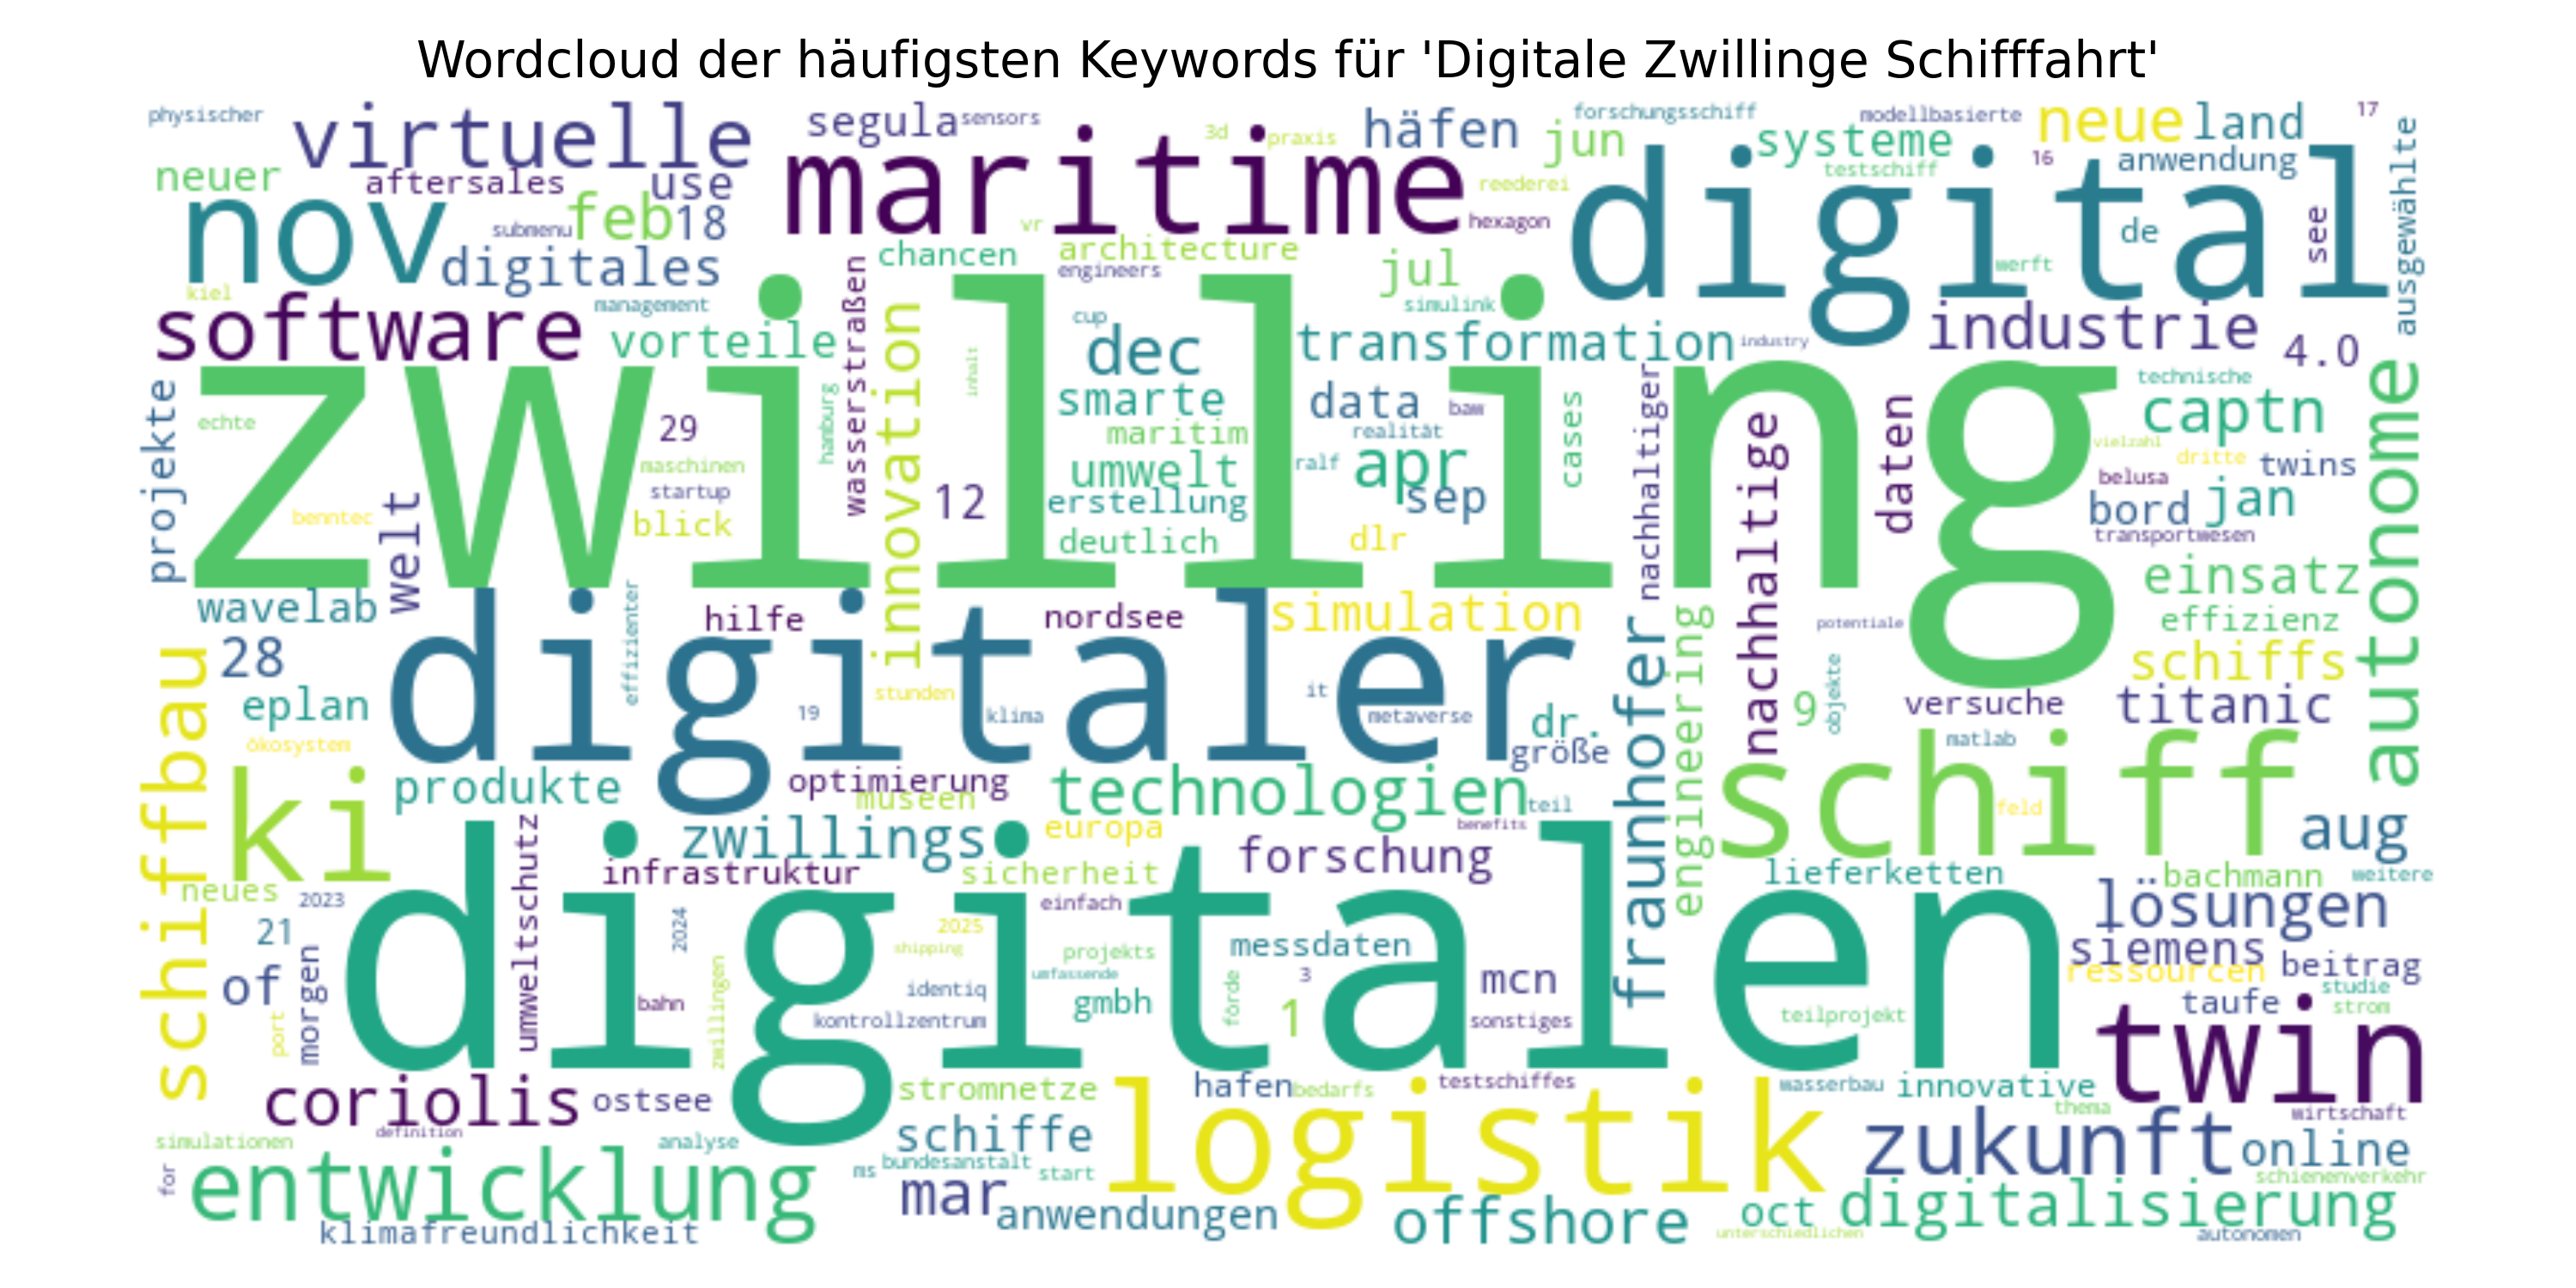 Wordcloud der häufigsten Keywords für 'Digitale Zwillinge Schifffahrt'
physischer
virtuelle
segula
sensors
3d
praxis
häfen
jun
forschungsschiff
systeme
modellbasierte
neue
land
17
neuer
aftersales
use
maritime
reederei
testschiff
16
anwendung
nov
submenu
feb
18
vr
hexagon
digital
de
see
ausgewählte
digitales
chancen
architecture
engineers
jul
werft
kiel
management
wasserstraßen
simulink
software
vorteile
innovation
inhalt
cup
dec
transformation
industry
industrie
4.0
projekte
zwilling
echte
29
hamburg
smarte
data
baw
cases
nachhaltiger
nachhaltige
daten
technische
captn
autonome
maschinen
maritim
realität
vielzahl
startup
umwelt
ralf
apr
dritte
twins
belusa
benntec
welt
blick
12
erstellung
sep
bord
jan
deutlich
dlr
transportwesen
wavelab
effizienter
hilfe
nordsee
simulation
einsatz
potentiale
effizienz
28
digitaler
fraunhofer
engineering
schiffbau
eplan
19
stunden
klima
it
metaverse
dr.
9
objekte
versuche
schiffs
titanic
ökosystem
größe
matlab
ki
produkte
optimierung
museen
technologien
teil
schiff
feld
umweltschutz
zwillings
europa
benefits
aug
infrastruktur
sicherheit
forschung
lieferketten
bachmann
weitere
neues
2023
digitalen
einfach
lösungen
21
2024
2025
shipping
projekts
messdaten
siemens
of
morgen
zwillingen
identiq
umfassende
förde
3
mcn
ressourcen
beitrag
studie
port
bahn
kontrollzentrum
gmbh
1
sonstiges
teilprojekt
taufe
strom
twin
coriolis
ostsee
stromnetze
hafen
bedarfs
testschiffes
wasserbau
innovative
thema
wirtschaft
simulationen
definition
analyse
schiffe
logistik
zukunft
online
for
entwicklung
ms
bundesanstalt
start
schienenverkehr
klimafreundlichkeit
mar
anwendungen
offshore
oct
digitalisierung
unterschiedlichen
autonomen